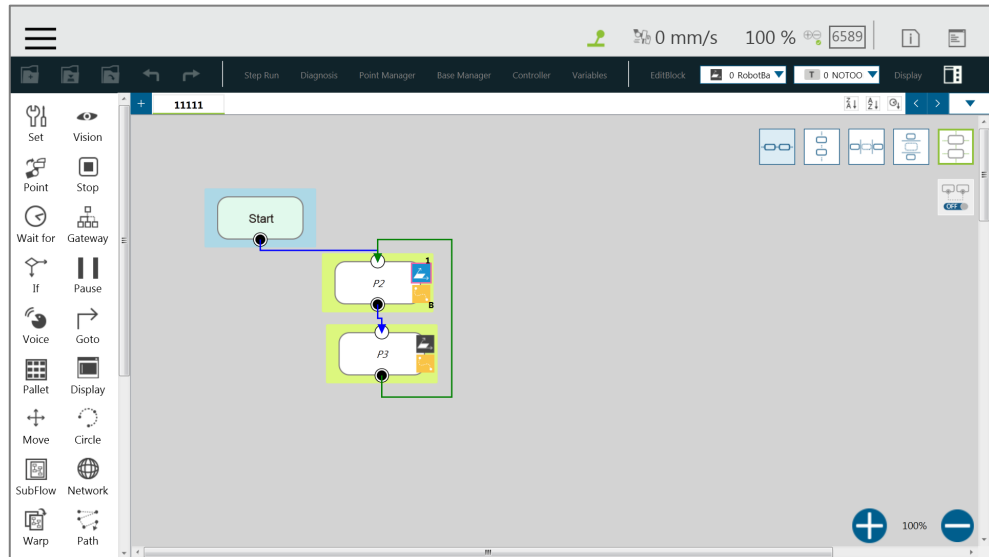 0 mm/s 100 % 6589
Step Run Diagnosis Point Manager Base Manager Controller Variables EditBlock 0 RobotBa T 0 NOTOO Display
+ 11111
Set Vision
Point Stop
Wait for Gateway
If Pause
Voice Goto
Pallet Display
Move Circle
SubFlow Network
Warp Path
Start
1
P2
B
P3
OFF
100%